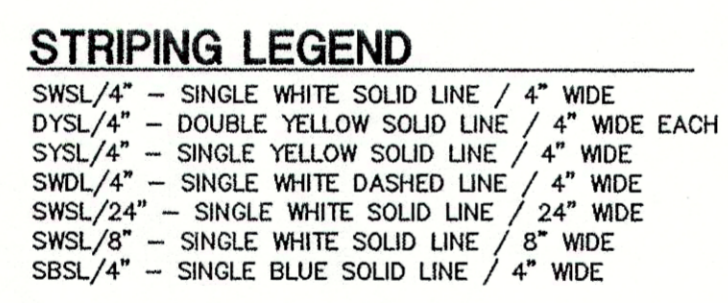 STRIPING LEGEND
SWSL/4" – SINGLE WHITE SOLID LINE / 4" WIDE
DYSL/4" – DOUBLE YELLOW SOLID LINE / 4" WIDE EACH
SYSL/4" – SINGLE YELLOW SOLID LINE / 4" WIDE
SWDL/4" – SINGLE WHITE DASHED LINE / 4" WIDE
SWSL/24" – SINGLE WHITE SOLID LINE / 24" WIDE
SWSL/8" – SINGLE WHITE SOLID LINE / 8" WIDE
SBSL/4" – SINGLE BLUE SOLID LINE / 4" WIDE